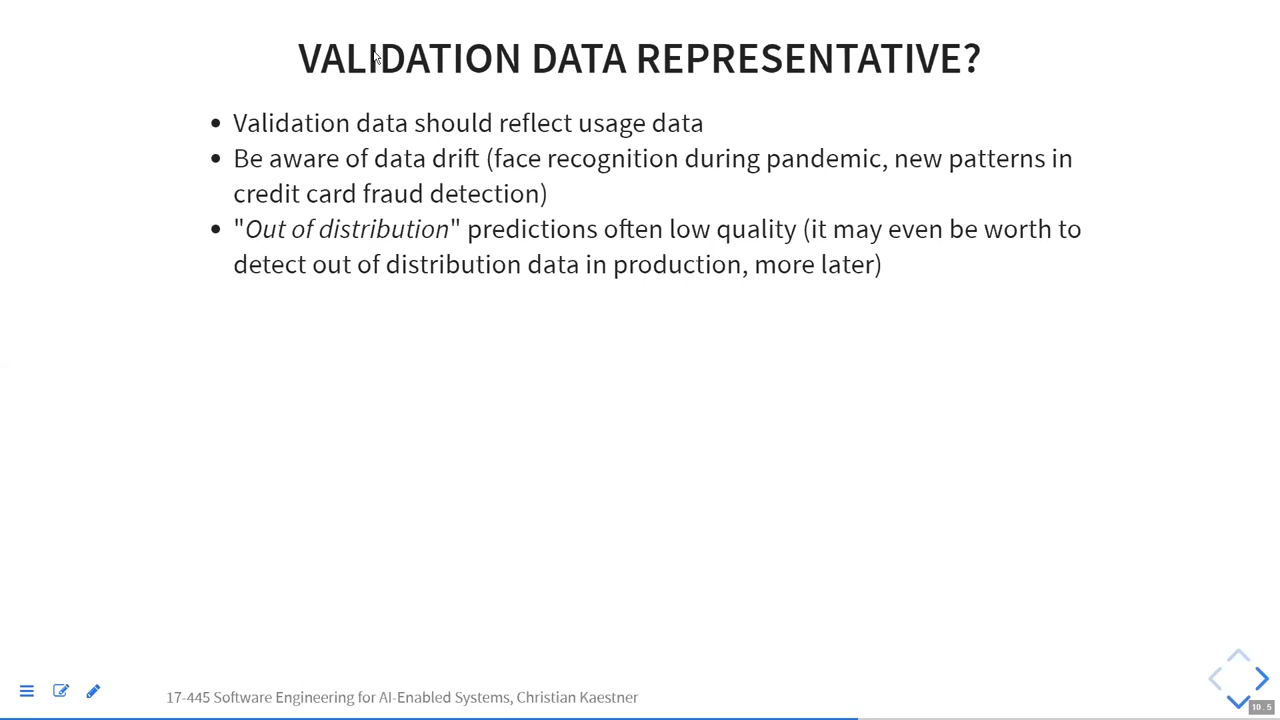 VALIDATION DATA REPRESENTATIVE?
• Validation data should reflect usage data
• Be aware of data drift (face recognition during pandemic, new patterns in
credit card fraud detection)
• "Out of distribution" predictions often low quality (it may even be worth to
detect out of distribution data in production, more later)
17-445 Software Engineering for AI-Enabled Systems, Christian Kaestner
10.5